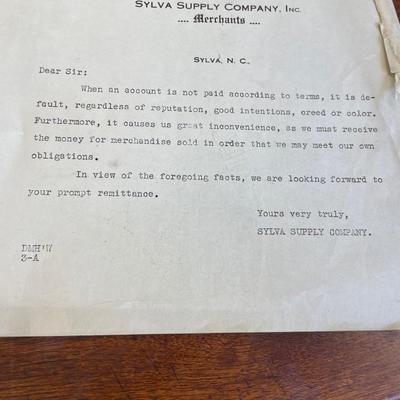 SYLVA SUPPLY COMPANY, INC.
.... Merchants ....
SYLVA, N. C.,
Dear Sir:
When an account is not paid according to terms, it is de-
fault, regardless of reputation, good intentions, creed or color.
Furthermore, it causes us great inconvenience, as we must receive
the money for merchandise sold in order that we may meet our own
obligations.
In view of the foregoing facts, we are looking forward to
your prompt remittance.
Yours very truly,
SYLVA SUPPLY COMPANY.
DMH'W
3-A